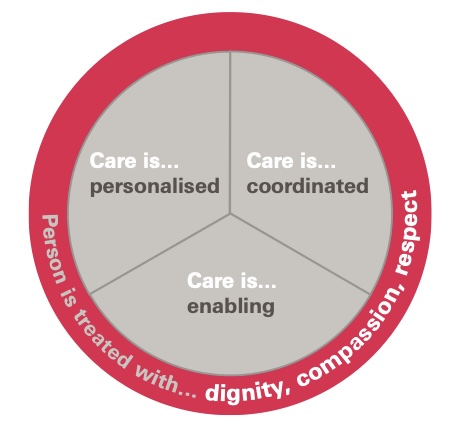 Care is...
personalised
Care is...
coordinated
Care is...
enabling
Person is treated with... dignity, compassion, respect